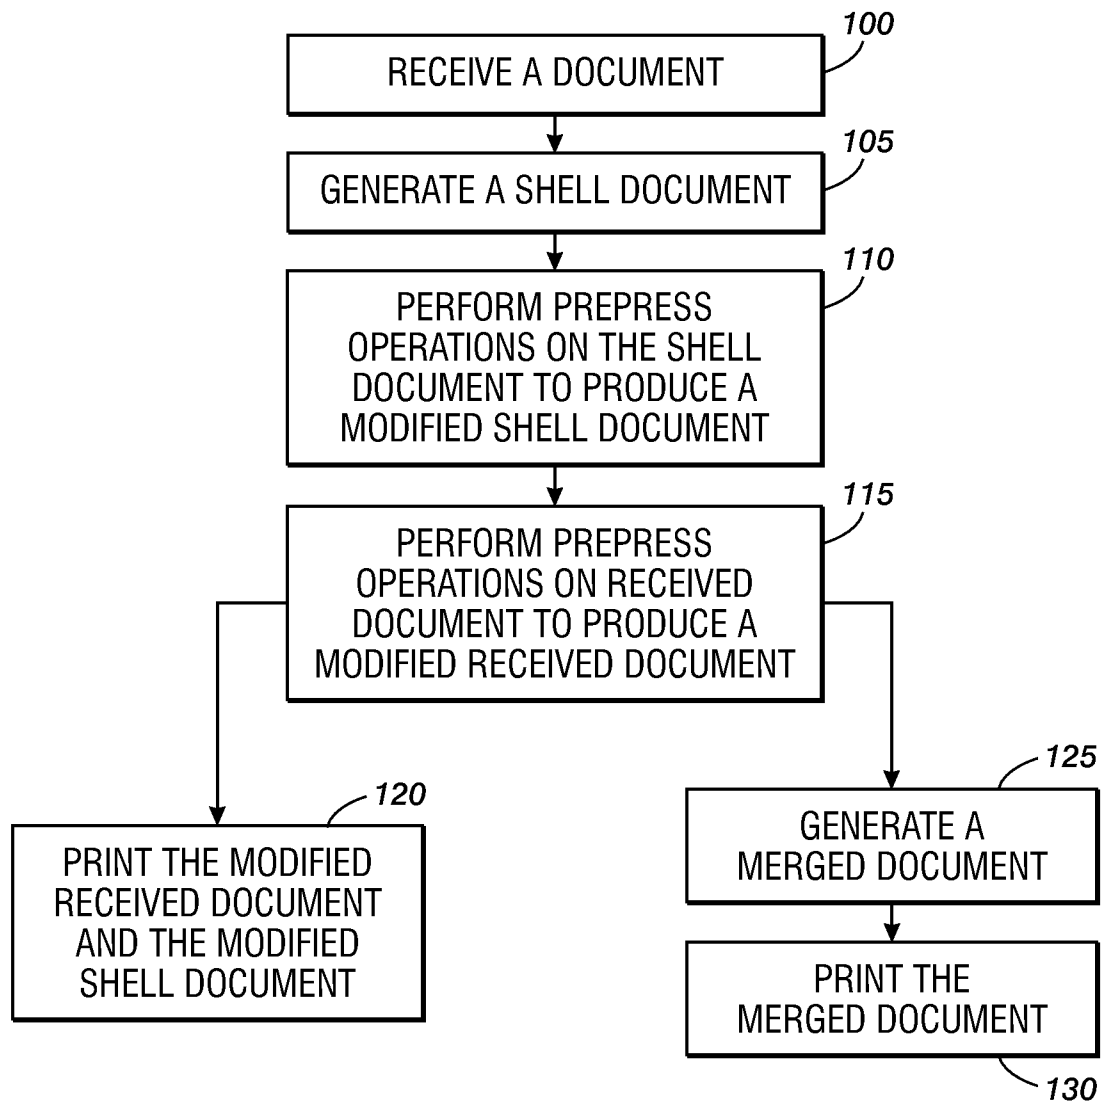 100
RECEIVE A DOCUMENT
105
GENERATE A SHELL DOCUMENT
110
PERFORM PREPRESS
OPERATIONS ON THE SHELL
DOCUMENT TO PRODUCE A
MODIFIED SHELL DOCUMENT
115
PERFORM PREPRESS
OPERATIONS ON RECEIVED
DOCUMENT TO PRODUCE A
MODIFIED RECEIVED DOCUMENT
120
PRINT THE MODIFIED
RECEIVED DOCUMENT
AND THE MODIFIED
SHELL DOCUMENT
125
GENERATE A
MERGED DOCUMENT
PRINT THE
MERGED DOCUMENT
130